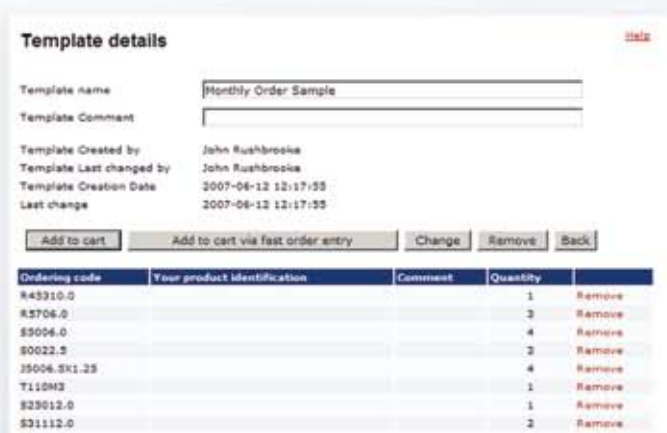 Template details
Help
Template name Monthly Order Sample
Template Comment
Template Created by John Rushbrooke
Template Last changed by John Rushbrooke
Template Creation Date 2007-06-12 12:17:55
Last change 2007-06-12 12:17:55
Add to cart Add to cart via fast order entry Change Remove Back
Ordering code Your product identification Comment Quantity
R45310.0 1 Remove
R5706.0 3 Remove
S5006.0 4 Remove
S0022.5 3 Remove
J5006.5X1.25 4 Remove
T110M3 1 Remove
S23012.0 1 Remove
S31112.0 2 Remove